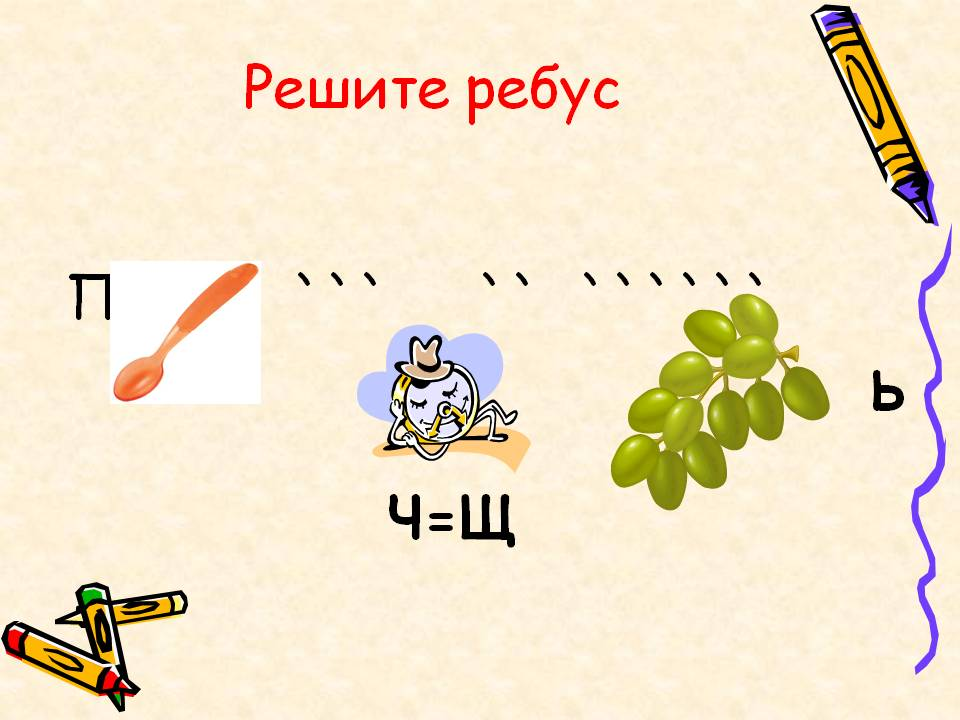 Решите ребус
П , , , , , , , , , , ,
ь
Ч=Щ